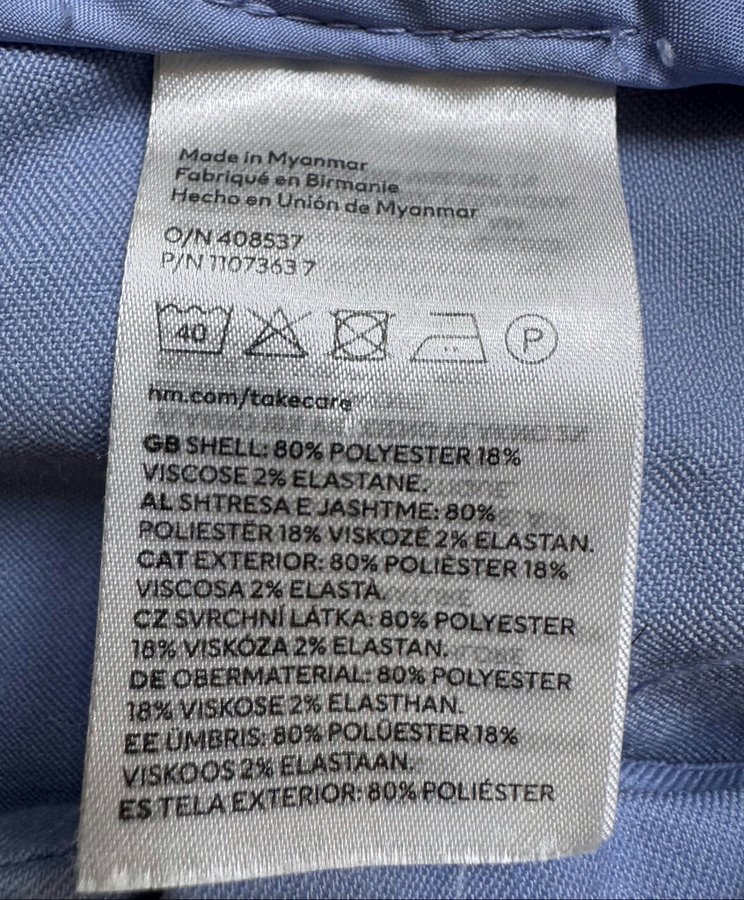 Made in Myanmar
Fabriqué en Birmanie
Hecho en Unión de Myanmar
O/N 408537
P/N 1107363 7
40
P
hm.com/takecare
GB SHELL: 80% POLYESTER 18%
VISCOSE 2% ELASTANE.
AL SHTRESA E JASHTME: 80%
POLIESTËR 18% VISKOZË 2% ELASTAN.
CAT EXTERIOR: 80% POLIÈSTER 18%
VISCOSA 2% ELASTÀ.
CZ SVRCHNÍ LÁTKA: 80% POLYESTER
18% VISKÓZA 2% ELASTAN.
DE OBERMATERIAL: 80% POLYESTER
18% VISKOSE 2% ELASTHAN.
EE ÜMBRIS: 80% POLÜESTER 18%
VISKOOS 2% ELASTAAN.
ES TELA EXTERIOR: 80% POLIÉSTER